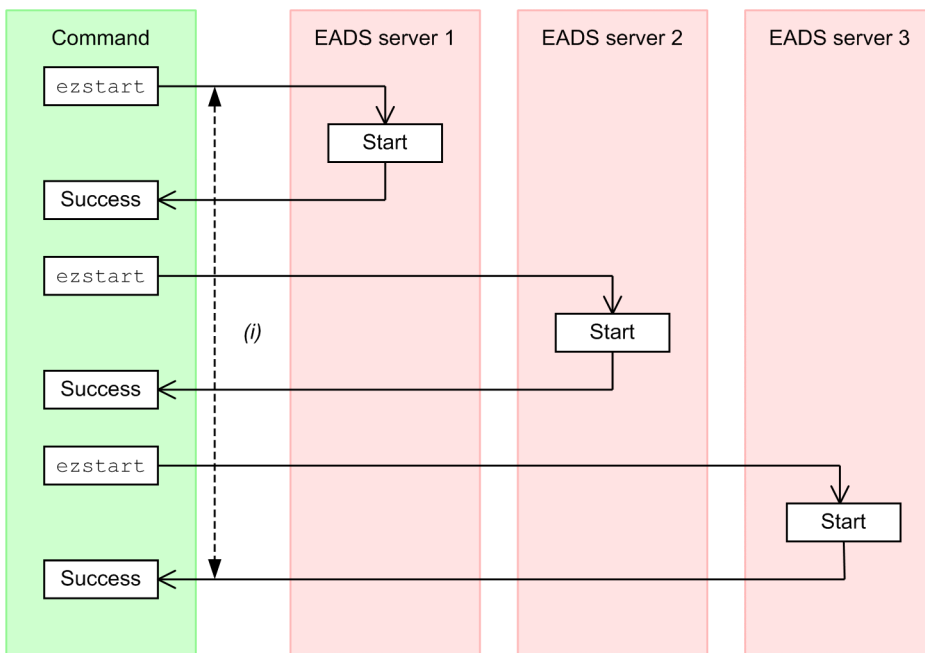 Command
EADS server 1
EADS server 2
EADS server 3
ezstart
Start
Success
ezstart
(i)
Start
Success
ezstart
Start
Success